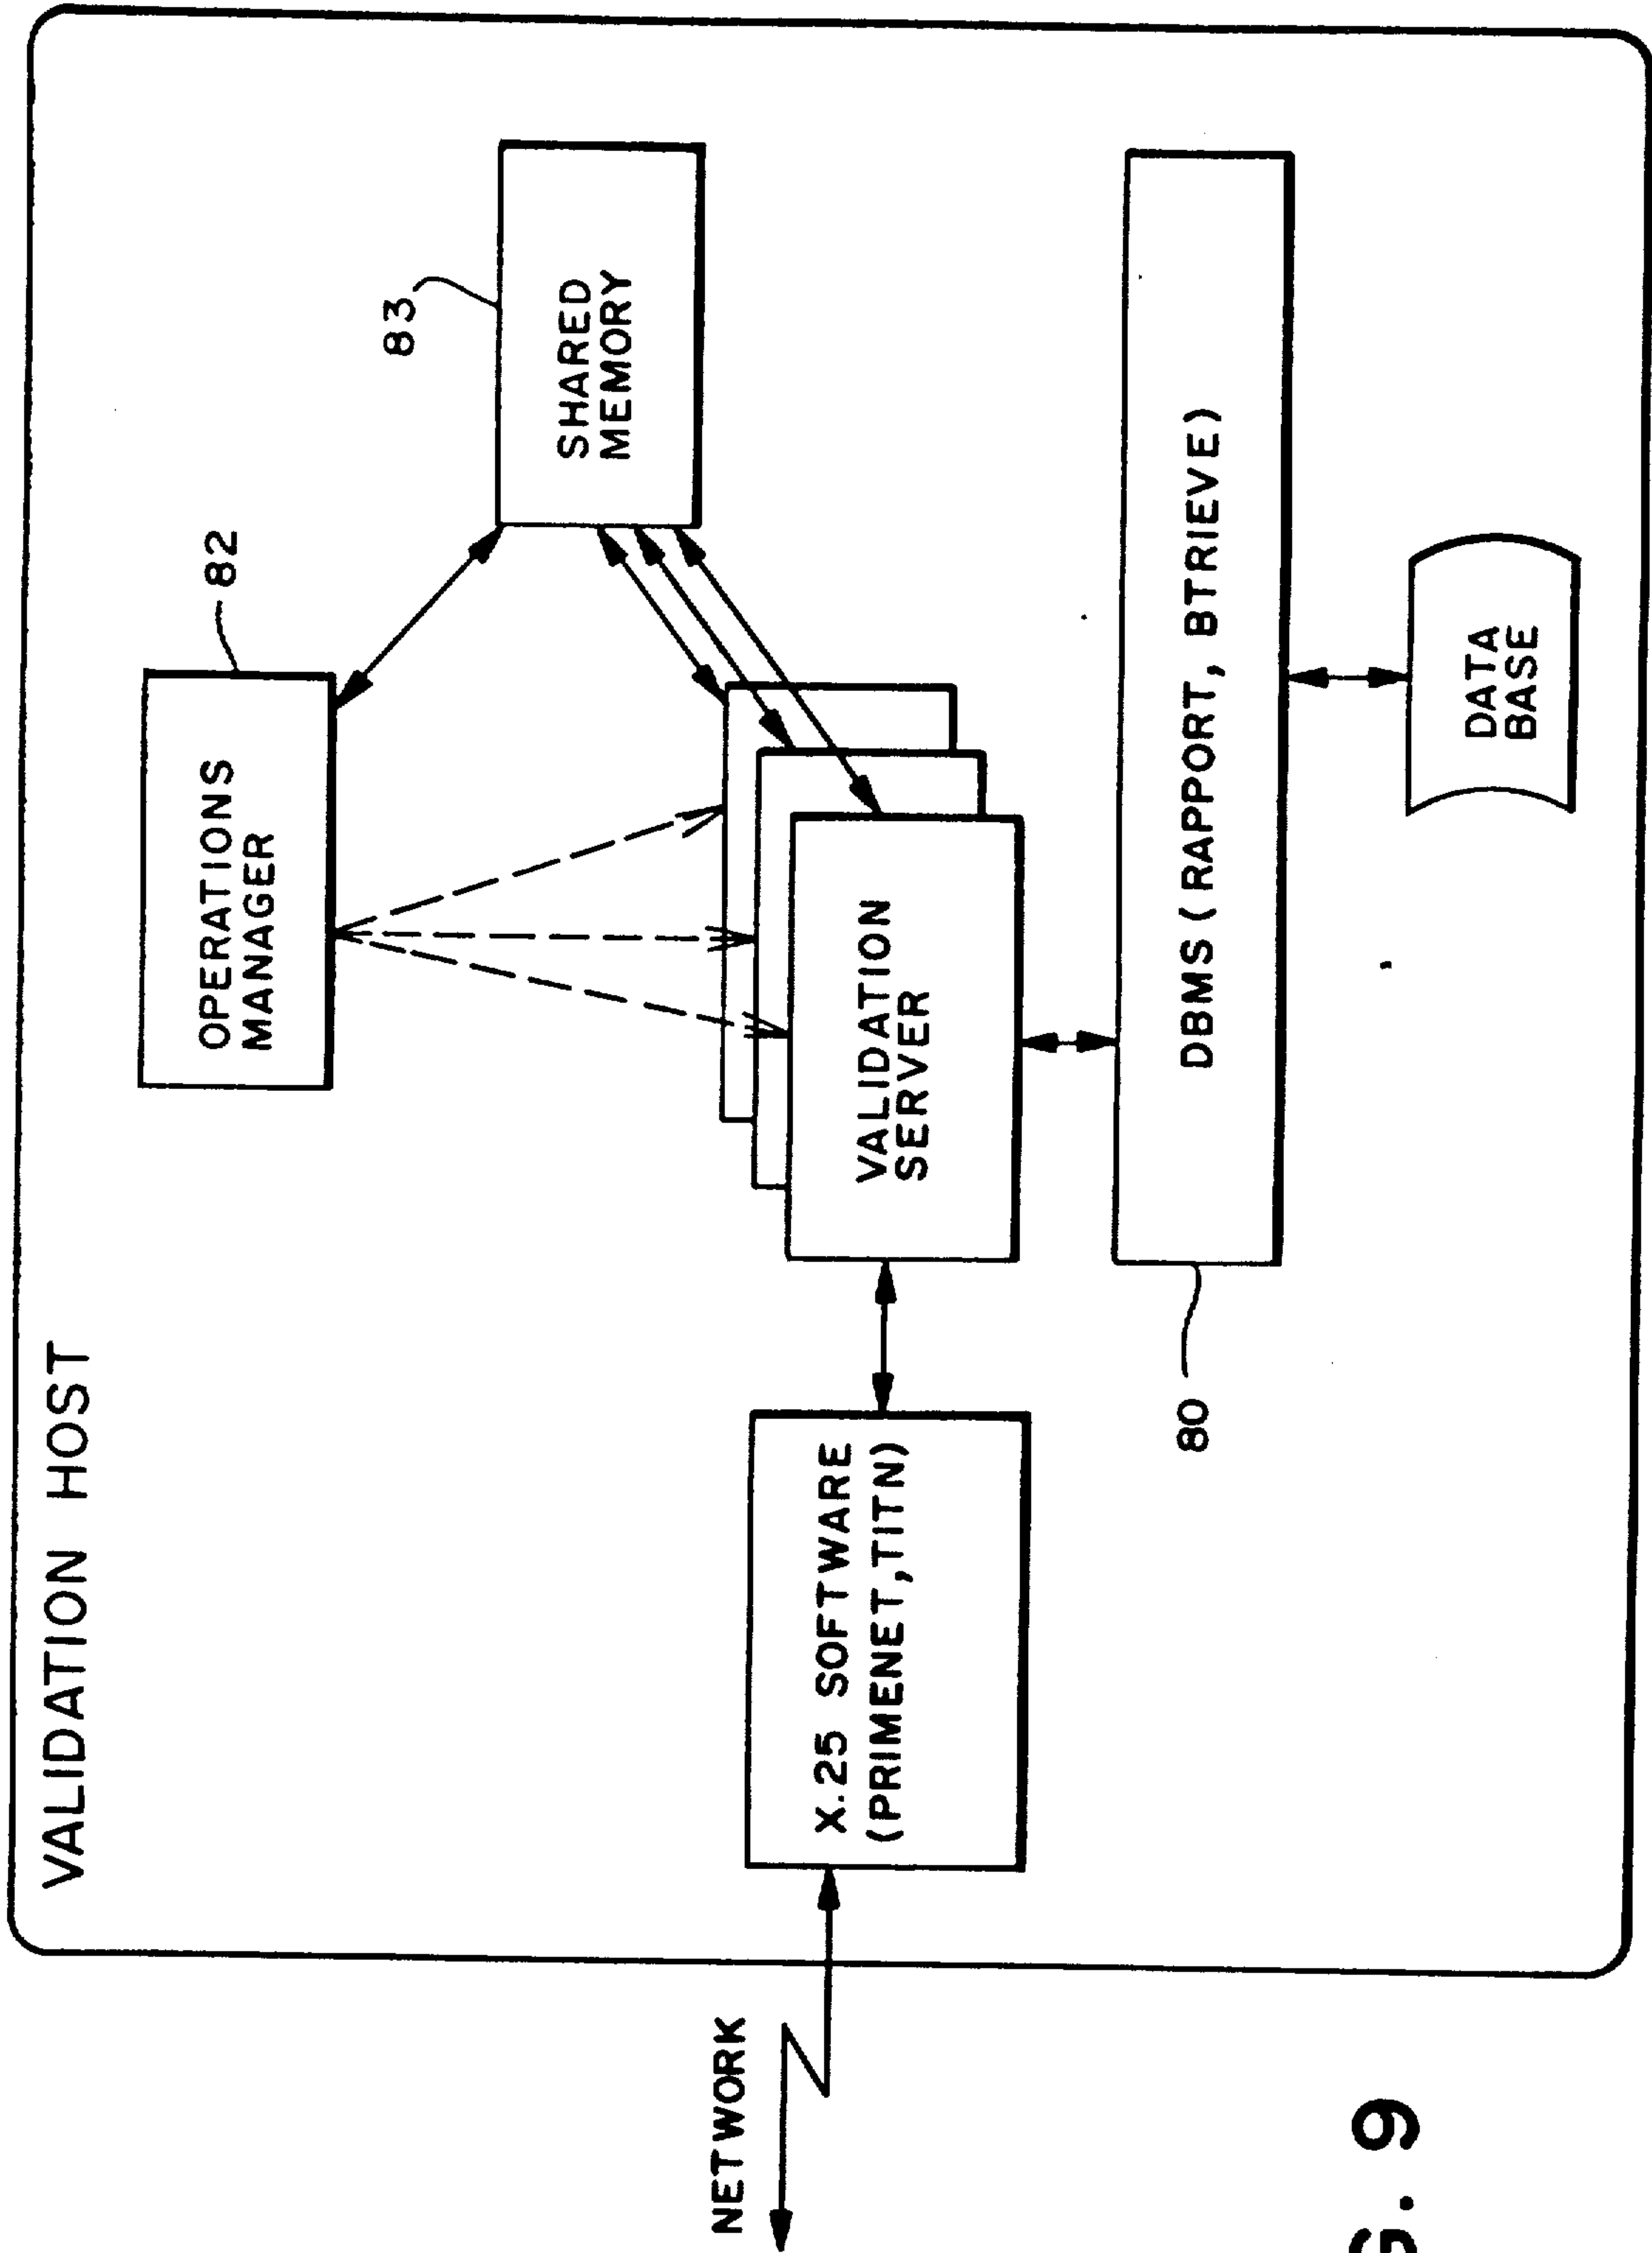 VALIDATION HOST
OPERATIONS
MANAGER
82
83
SHARED
MEMORY
NETWORK
X.25 SOFTWARE
(PRIMENET,TITN)
VALIDATION
SERVER
80
DBMS (RAPPORT, BTRIEVE)
DATA
BASE
G. 9